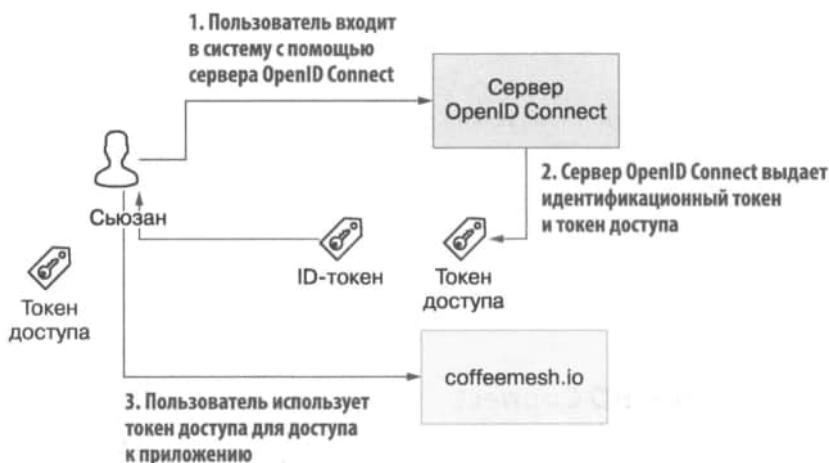 1. Пользователь входит
в систему с помощью
сервера OpenID Connect
Сервер
OpenID Connect
2. Сервер OpenID Connect выдает
идентификационный токен
и токен доступа
Сьюзан
ID-токен
Токен
доступа
Токен
доступа
coffeemesh.io
3. Пользователь использует
токен доступа для доступа
к приложению